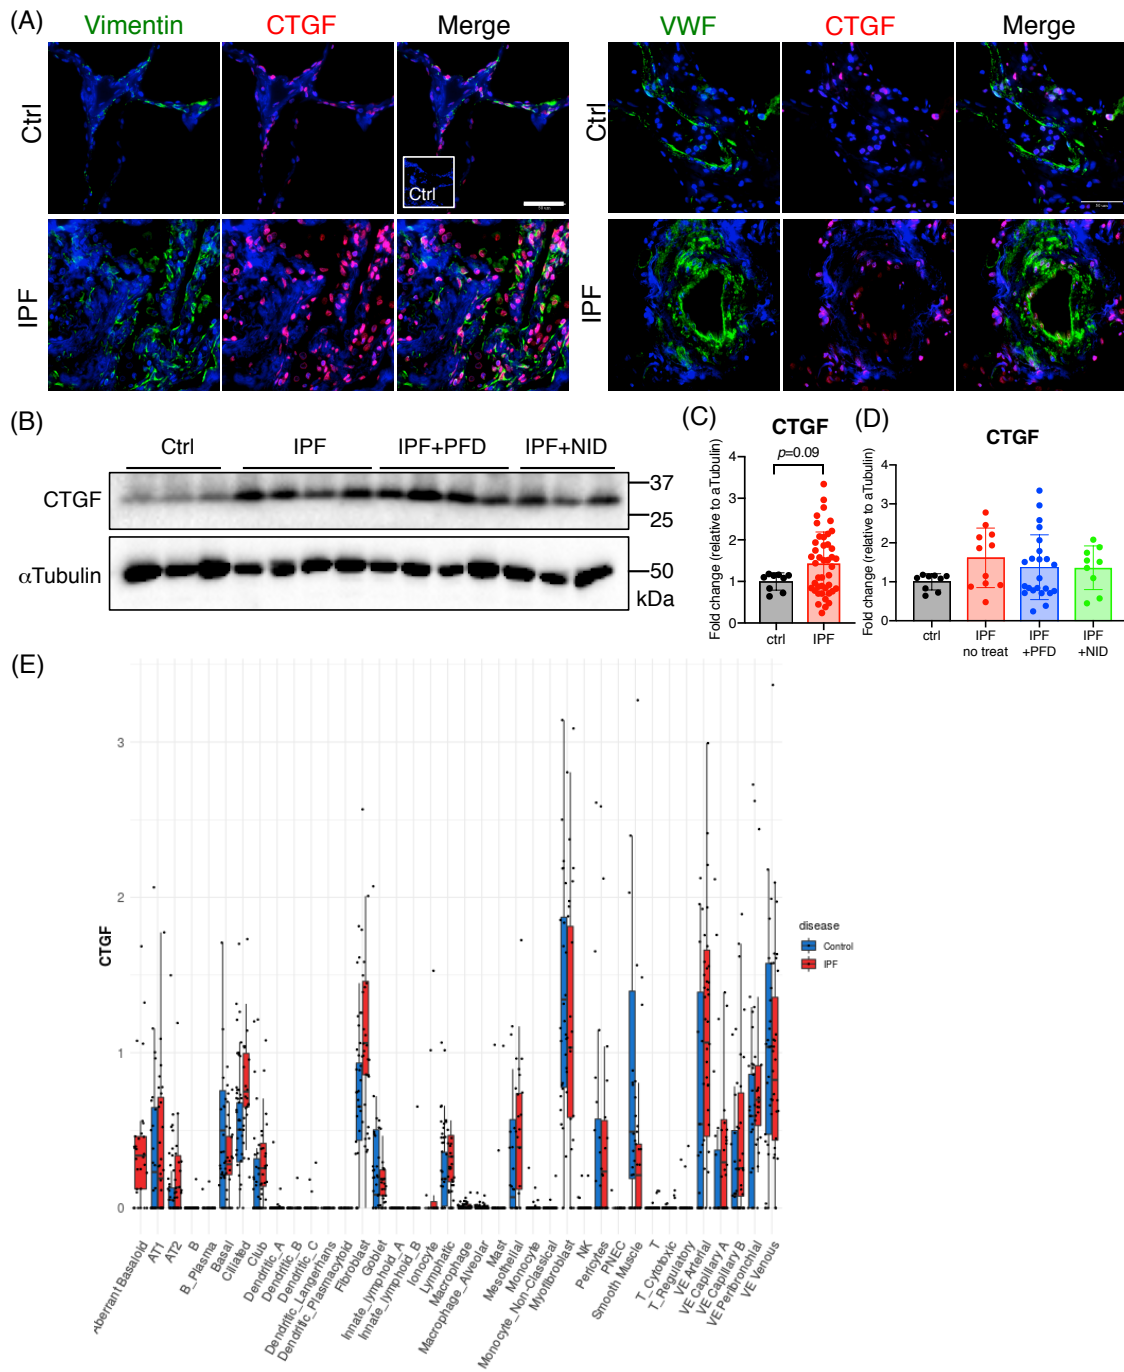 (A)
Vimentin CTGF Merge
VWF CTGF Merge
Ctrl
Ctrl
Ctrl
50 um
IPF
IPF
(B)
Ctrl IPF IPF+PFD IPF+NID
CTGF
37
25
αTubulin
50
kDa
(C)
CTGF
p=0.09
Fold change (relative to aTubulin)
4
3
2
1
0
ctrl IPF
(D)
CTGF
Fold change (relative to aTubulin)
4
3
2
1
0
ctrl IPF IPF IPF
no treat +PFD +NID
(E)
CTGF
3
2
1
0
disease
Control
IPF
Aberrant Basaloid
AT1
AT2
B
B_Plasma
Basal
Ciliated
Club
Dendritic_A
Dendritic_B
Dendritic_C
Dendritic_Langerhans
Dendritic_Plasmacytoid
Fibroblast
Goblet
Innate_lymphoid_A
Innate_lymphoid_B
Ionocyte
Lymphatic
Macrophage
Macrophage_Alveolar
Mast
Mesothelial
Monocyte
Monocyte_Non-Classical
Myofibroblast
NK
Pericytes
PNEC
Smooth Muscle
T
T_Cytotoxic
T_Regulatory
VE Arterial
VE Capillary A
VE Capillary B
VE Peribronchial
VE Venous